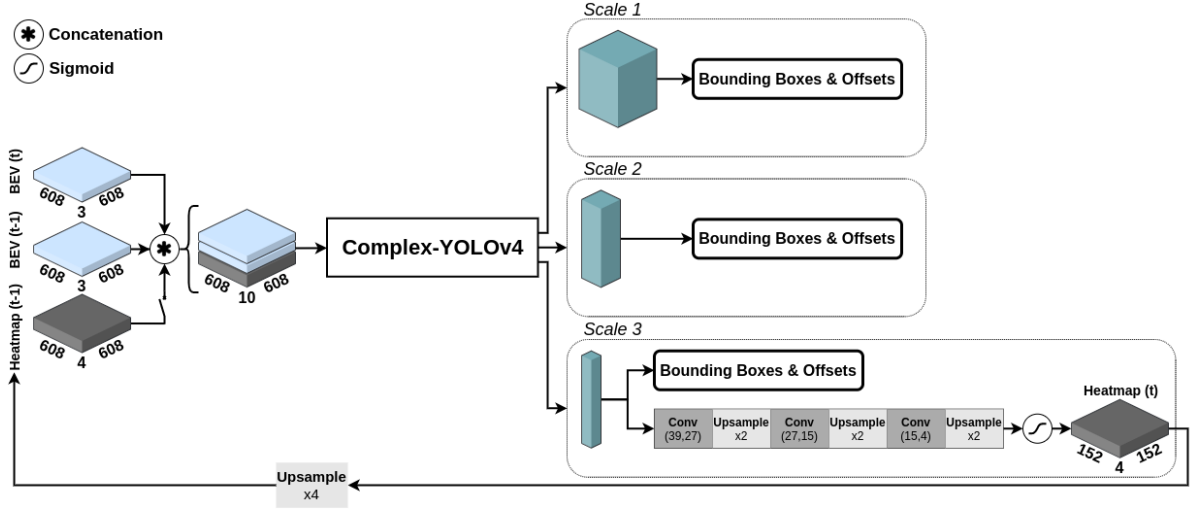 Concatenation
Sigmoid
BEV (t)
608
3
608
BEV (t-1)
608
3
608
Heatmap (t-1)
608
4
608
608
10
608
Complex-YOLOv4
Scale 1
Bounding Boxes & Offsets
Scale 2
Bounding Boxes & Offsets
Scale 3
Bounding Boxes & Offsets
Conv
(39,27)
Upsample
x2
Conv
(27,15)
Upsample
x2
Conv
(15,4)
Upsample
x2
Heatmap (t)
152
4
152
Upsample
x4